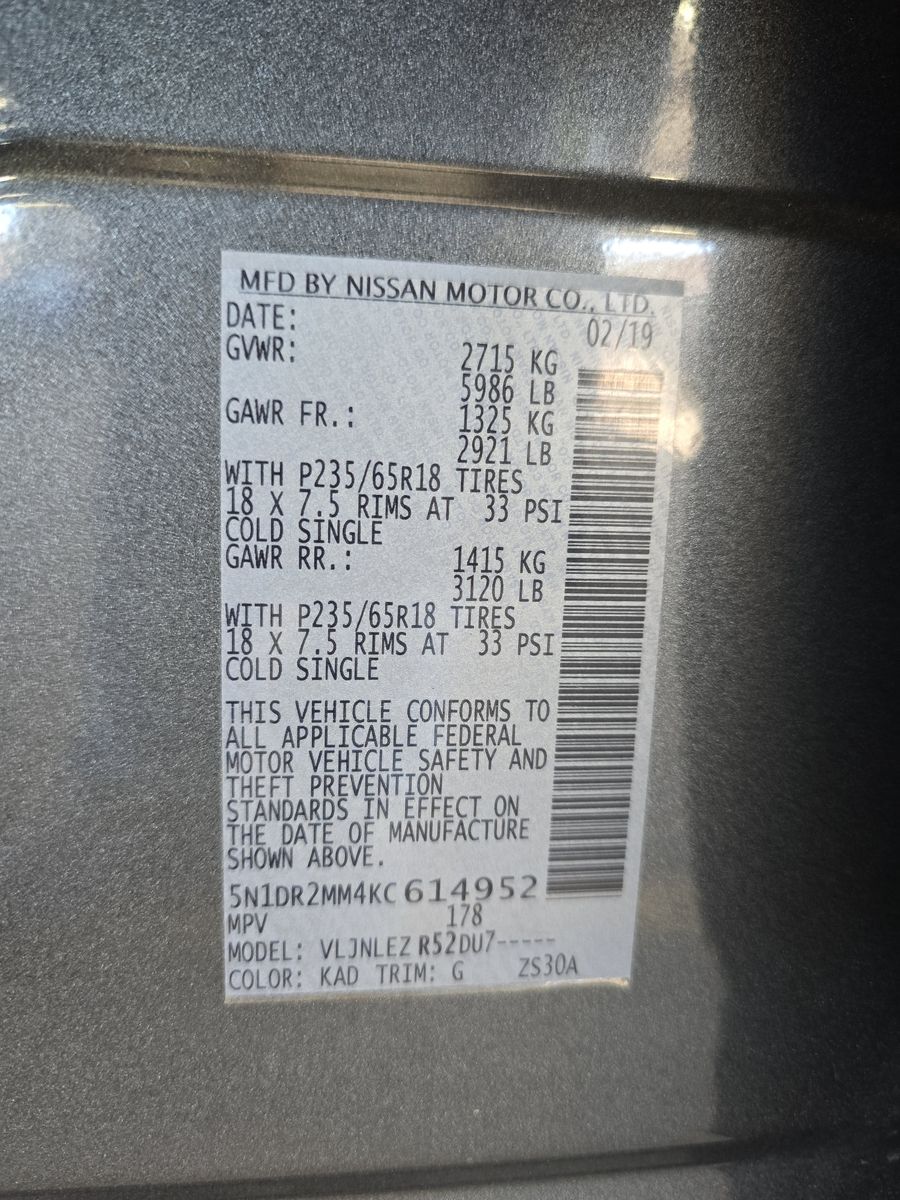 MFD BY NISSAN MOTOR CO., LTD.
DATE: 02/19
GVWR: 2715 KG
5986 LB
GAWR FR.: 1325 KG
2921 LB
WITH P235/65R18 TIRES
18 X 7.5 RIMS AT 33 PSI
COLD SINGLE
GAWR RR.: 1415 KG
3120 LB
WITH P235/65R18 TIRES
18 X 7.5 RIMS AT 33 PSI
COLD SINGLE
THIS VEHICLE CONFORMS TO
ALL APPLICABLE FEDERAL
MOTOR VEHICLE SAFETY AND
THEFT PREVENTION
STANDARDS IN EFFECT ON
THE DATE OF MANUFACTURE
SHOWN ABOVE.
5N1DR2MM4KC614952
MPV 178
MODEL: VLJNLEZ R52DU7-----
COLOR: KAD TRIM: G ZS30A